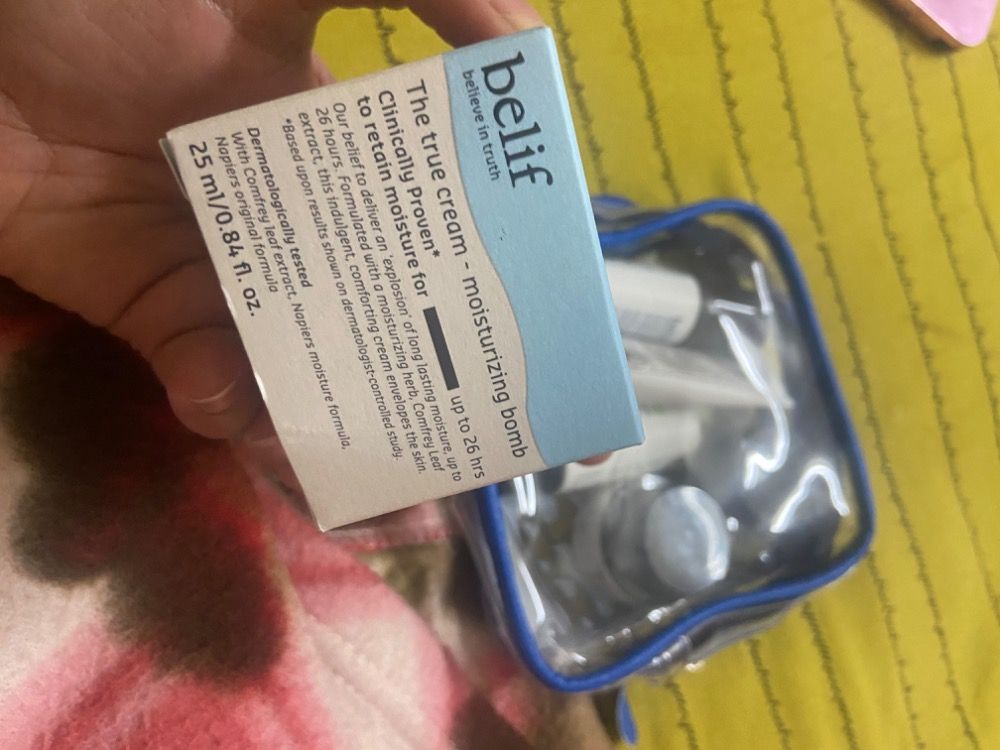 belif
believe in truth
The true cream - moisturizing bomb
Clinically Proven*
to retain moisture for up to 26 hrs
Our belief to deliver an 'explosion' of long lasting moisture, up to
26 hours. Formulated with a moisturizing herb, Comfrey Leaf
extract, this indulgent, comforting cream envelopes the skin.
*Based upon results shown on dermatologist-controlled study.
Dermatologically tested
With Comfrey leaf extract, Napiers moisture formula,
Napiers original formula
25 ml/0.84 fl. oz.